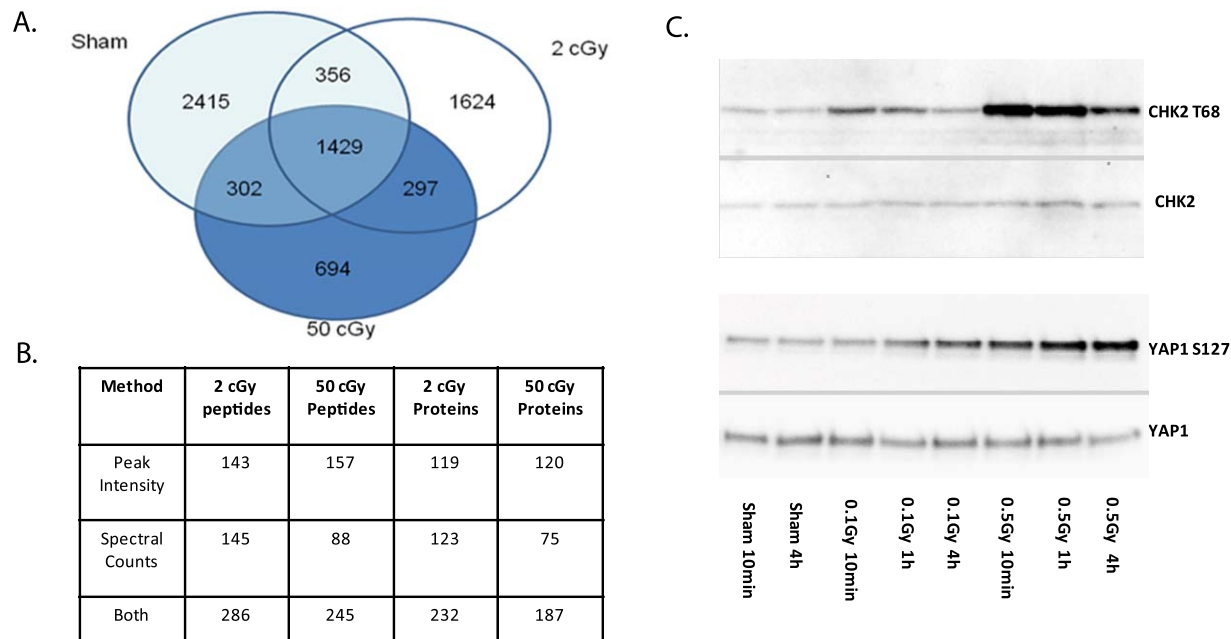 A.
Sham
2 cGy
356
2415
1624
1429
302
297
694
50 cGy
B.
Method
2 cGy
peptides
50 cGy
Peptides
2 cGy
Proteins
50 cGy
Proteins
Peak
Intensity
143
157
119
120
Spectral
Counts
145
88
123
75
Both
286
245
232
187
C.
CHK2 T68
CHK2
YAP1 S127
YAP1
Sham 10min
Sham 4h
0.1Gy 10min
0.1Gy 1h
0.1Gy 4h
0.5Gy 10min
0.5Gy 1h
0.5Gy 4h